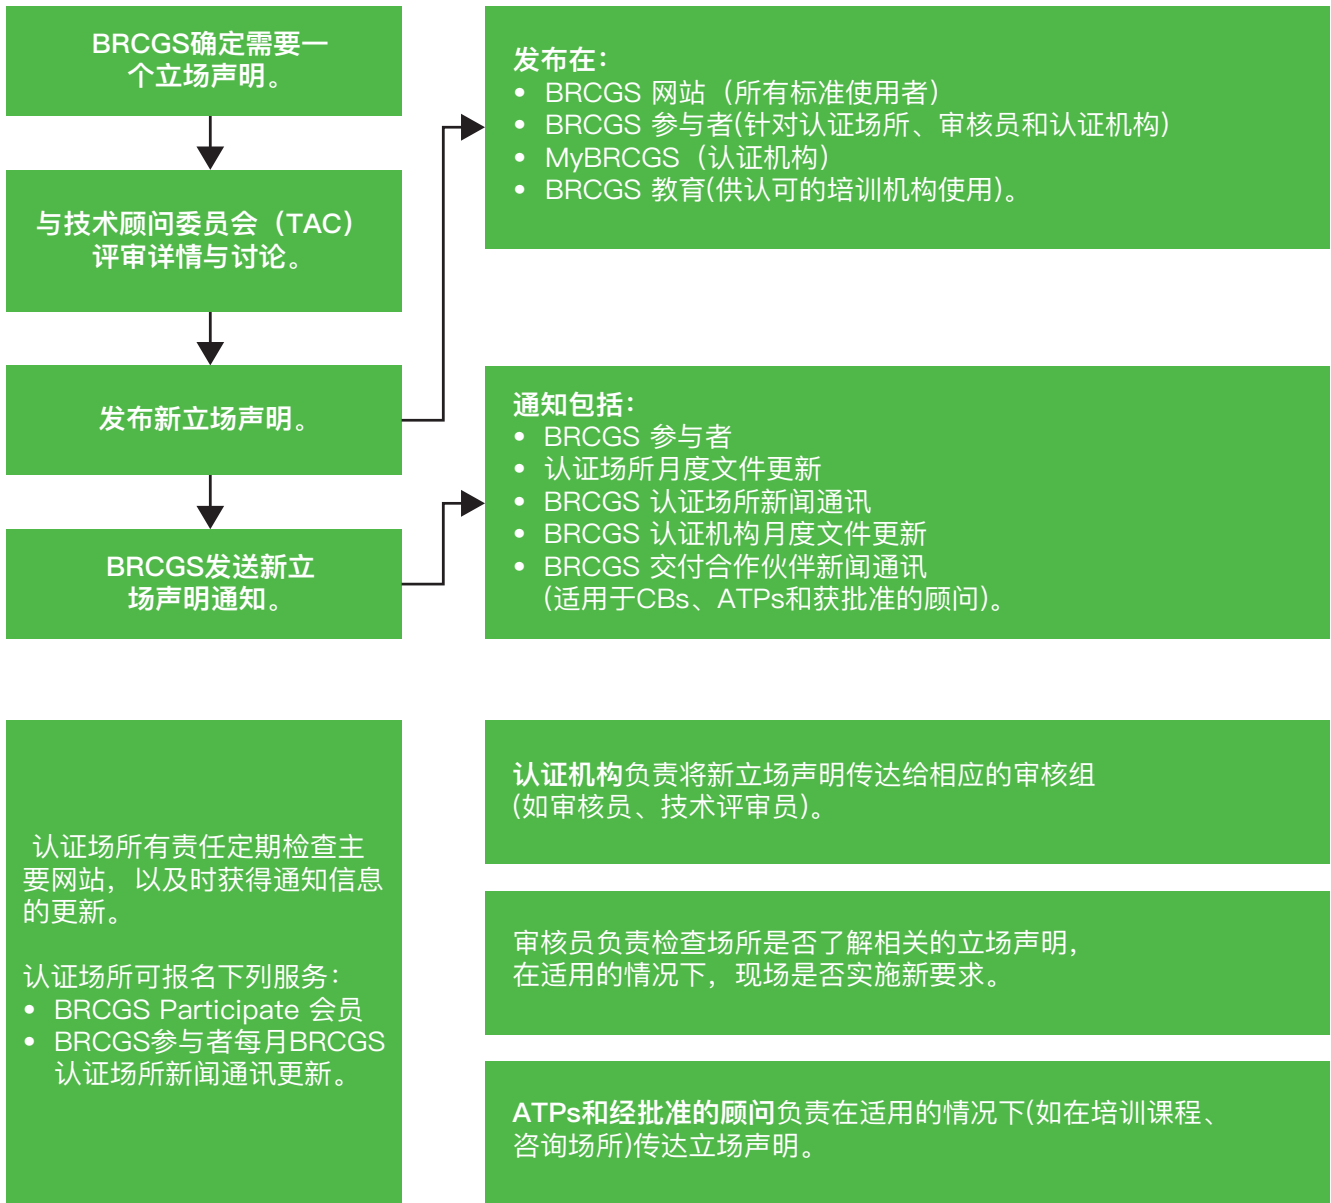 BRCGS确定需要一
个立场声明。
与技术顾问委员会（TAC）
评审详情与讨论。
发布新立场声明。
BRCGS发送新立
场声明通知。
发布在：
• BRCGS 网站（所有标准使用者）
• BRCGS 参与者(针对认证场所、审核员和认证机构）
• MyBRCGS（认证机构）
• BRCGS 教育(供认可的培训机构使用)。
通知包括：
• BRCGS 参与者
• 认证场所月度文件更新
• BRCGS 认证场所新闻通讯
• BRCGS 认证机构月度文件更新
• BRCGS 交付合作伙伴新闻通讯
(适用于CBs、ATPs和获批准的顾问)。
认证场所有责任定期检查主
要网站，以及时获得通知信息
的更新。
认证场所可报名下列服务：
• BRCGS Participate 会员
• BRCGS参与者每月BRCGS
认证场所新闻通讯更新。
认证机构负责将新立场声明传达给相应的审核组
(如审核员、技术评审员)。
审核员负责检查场所是否了解相关的立场声明，
在适用的情况下，现场是否实施新要求。
ATPs和经批准的顾问负责在适用的情况下(如在培训课程、
咨询场所)传达立场声明。